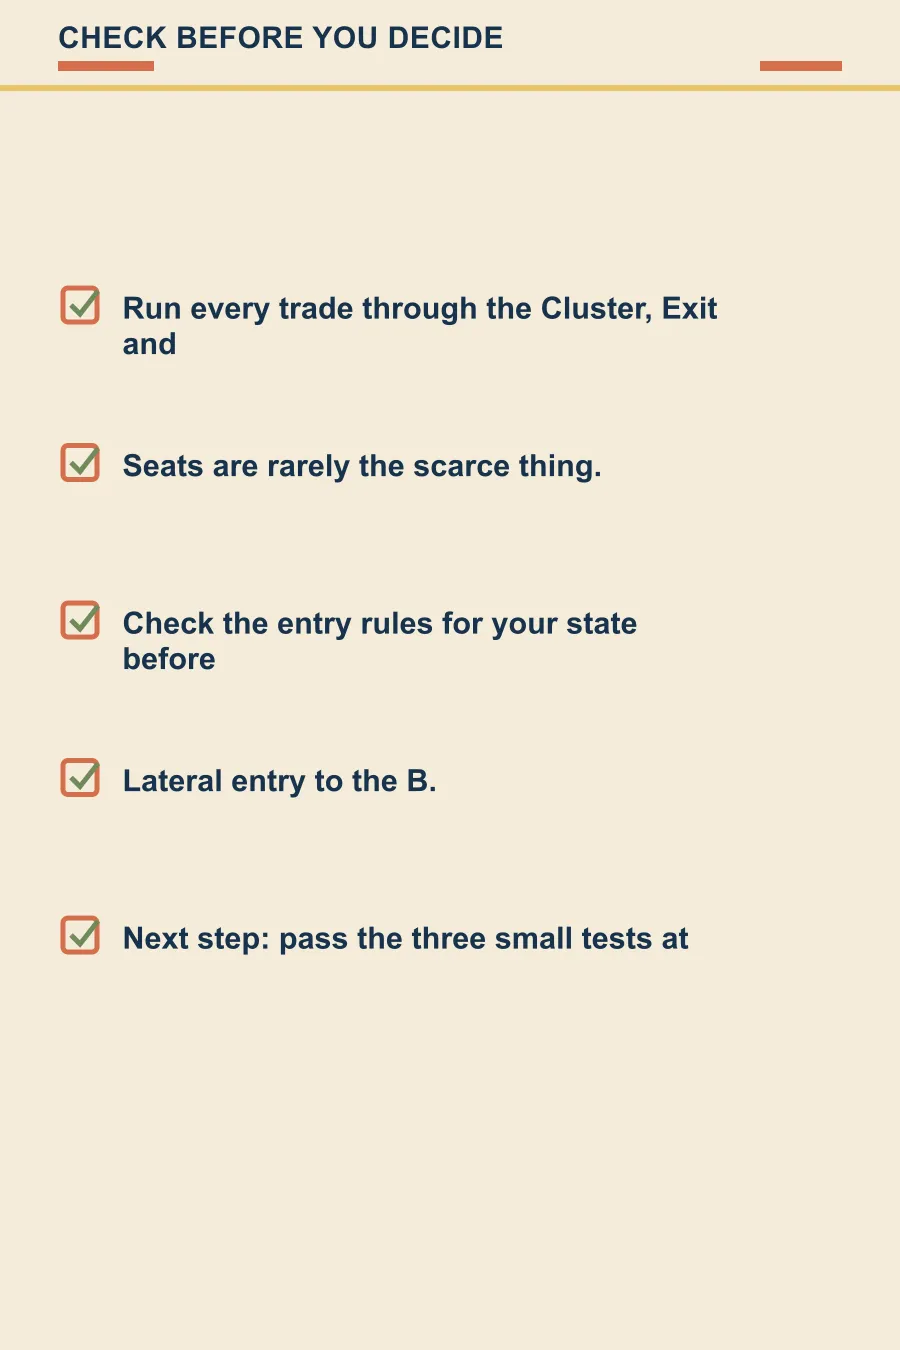 CHECK BEFORE YOU DECIDE
Run every trade through the Cluster, Exit
and
Seats are rarely the scarce thing.
Check the entry rules for your state
before
Lateral entry to the B.
Next step: pass the three small tests at